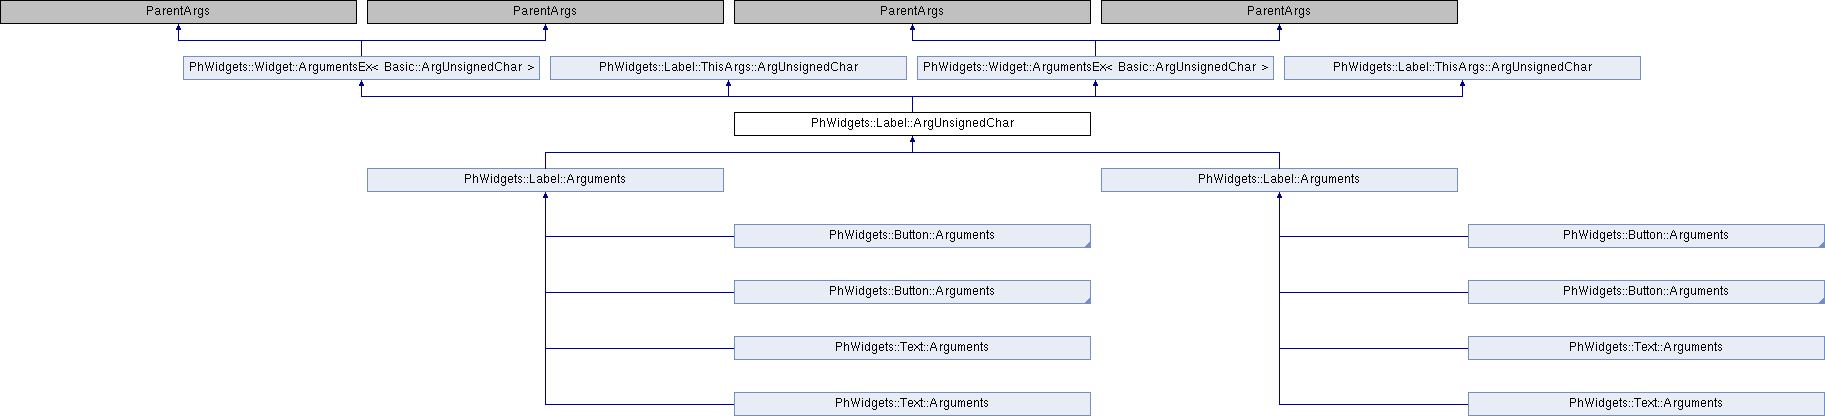 ParentArgs
ParentArgs
ParentArgs
ParentArgs
PhWidgets::Widget::ArgumentsEx< Basic::ArgUnsignedChar >
PhWidgets::Label::ThisArgs::ArgUnsignedChar
PhWidgets::Widget::ArgumentsEx< Basic::ArgUnsignedChar >
PhWidgets::Label::ThisArgs::ArgUnsignedChar
PhWidgets::Label::ArgUnsignedChar
PhWidgets::Label::Arguments
PhWidgets::Label::Arguments
PhWidgets::Button::Arguments
PhWidgets::Button::Arguments
PhWidgets::Button::Arguments
PhWidgets::Button::Arguments
PhWidgets::Text::Arguments
PhWidgets::Text::Arguments
PhWidgets::Text::Arguments
PhWidgets::Text::Arguments